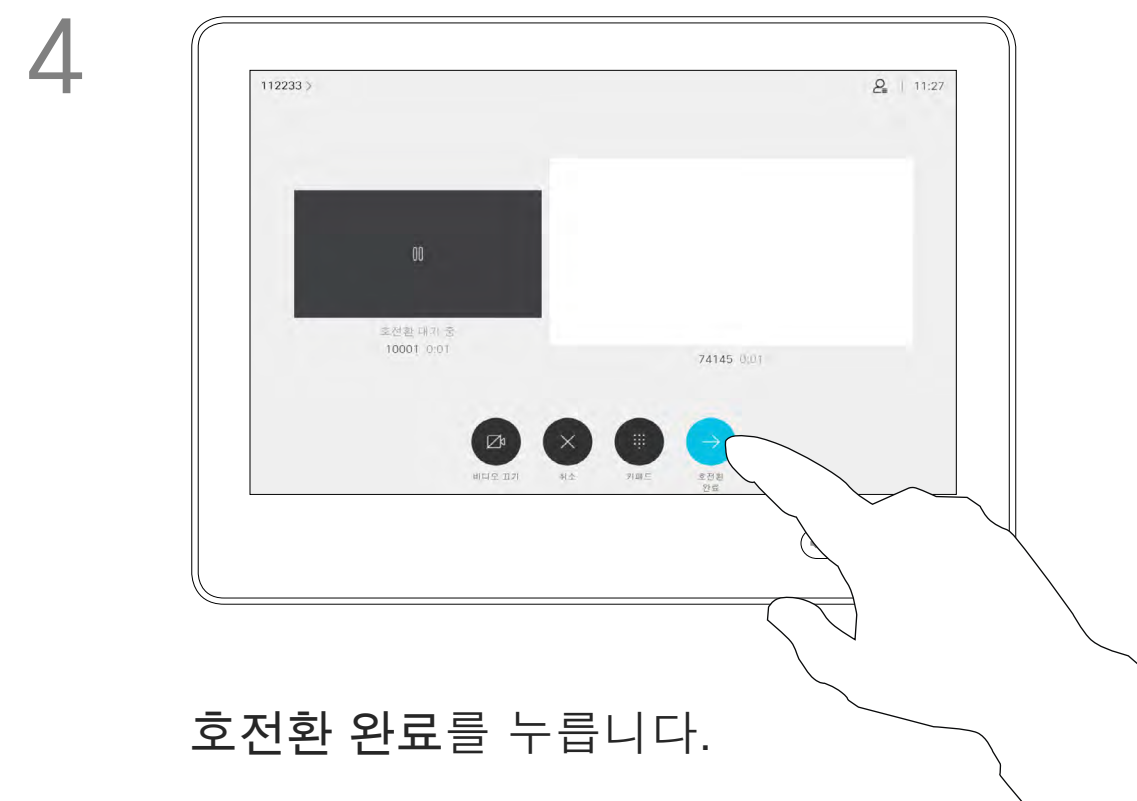 4
112233 >
11:27
호전환 대기 중
10001 0:01
74145 0:01
비디오 끄기
취소
키패드
호전환
완료
호전환 완료를 누릅니다.